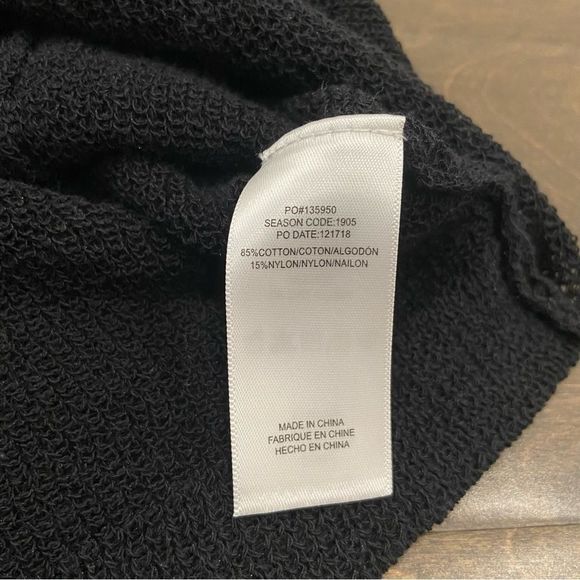 PO#135950
SEASON CODE:1905
PO DATE:121718
85%COTTON/COTON/ALGODÓN
15%NYLON/NYLON/NAILON
MADE IN CHINA
FABRIQUE EN CHINE
HECHO EN CHINA